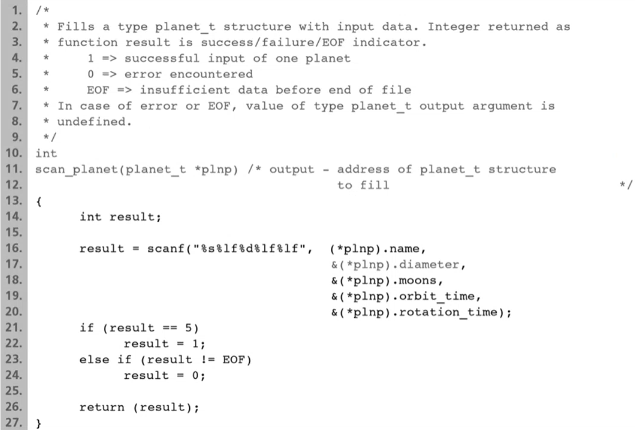 1. /*
2. * Fills a type planet_t structure with input data. Integer returned as
3. * function result is success/failure/EOF indicator.
4. * 1 => successful input of one planet
5. * 0 => error encountered
6. * EOF => insufficient data before end of file
7. * In case of error or EOF, value of type planet_t output argument is
8. * undefined.
9. */
10. int
11. scan_planet(planet_t *plnp) /* output - address of planet_t structure
12. to fill */
13. {
14. int result;
15.
16. result = scanf("%s%lf%d%lf%lf", (*plnp).name,
17. &(*plnp).diameter,
18. &(*plnp).moons,
19. &(*plnp).orbit_time,
20. &(*plnp).rotation_time);
21. if (result == 5)
22. result = 1;
23. else if (result != EOF)
24. result = 0;
25.
26. return (result);
27. }